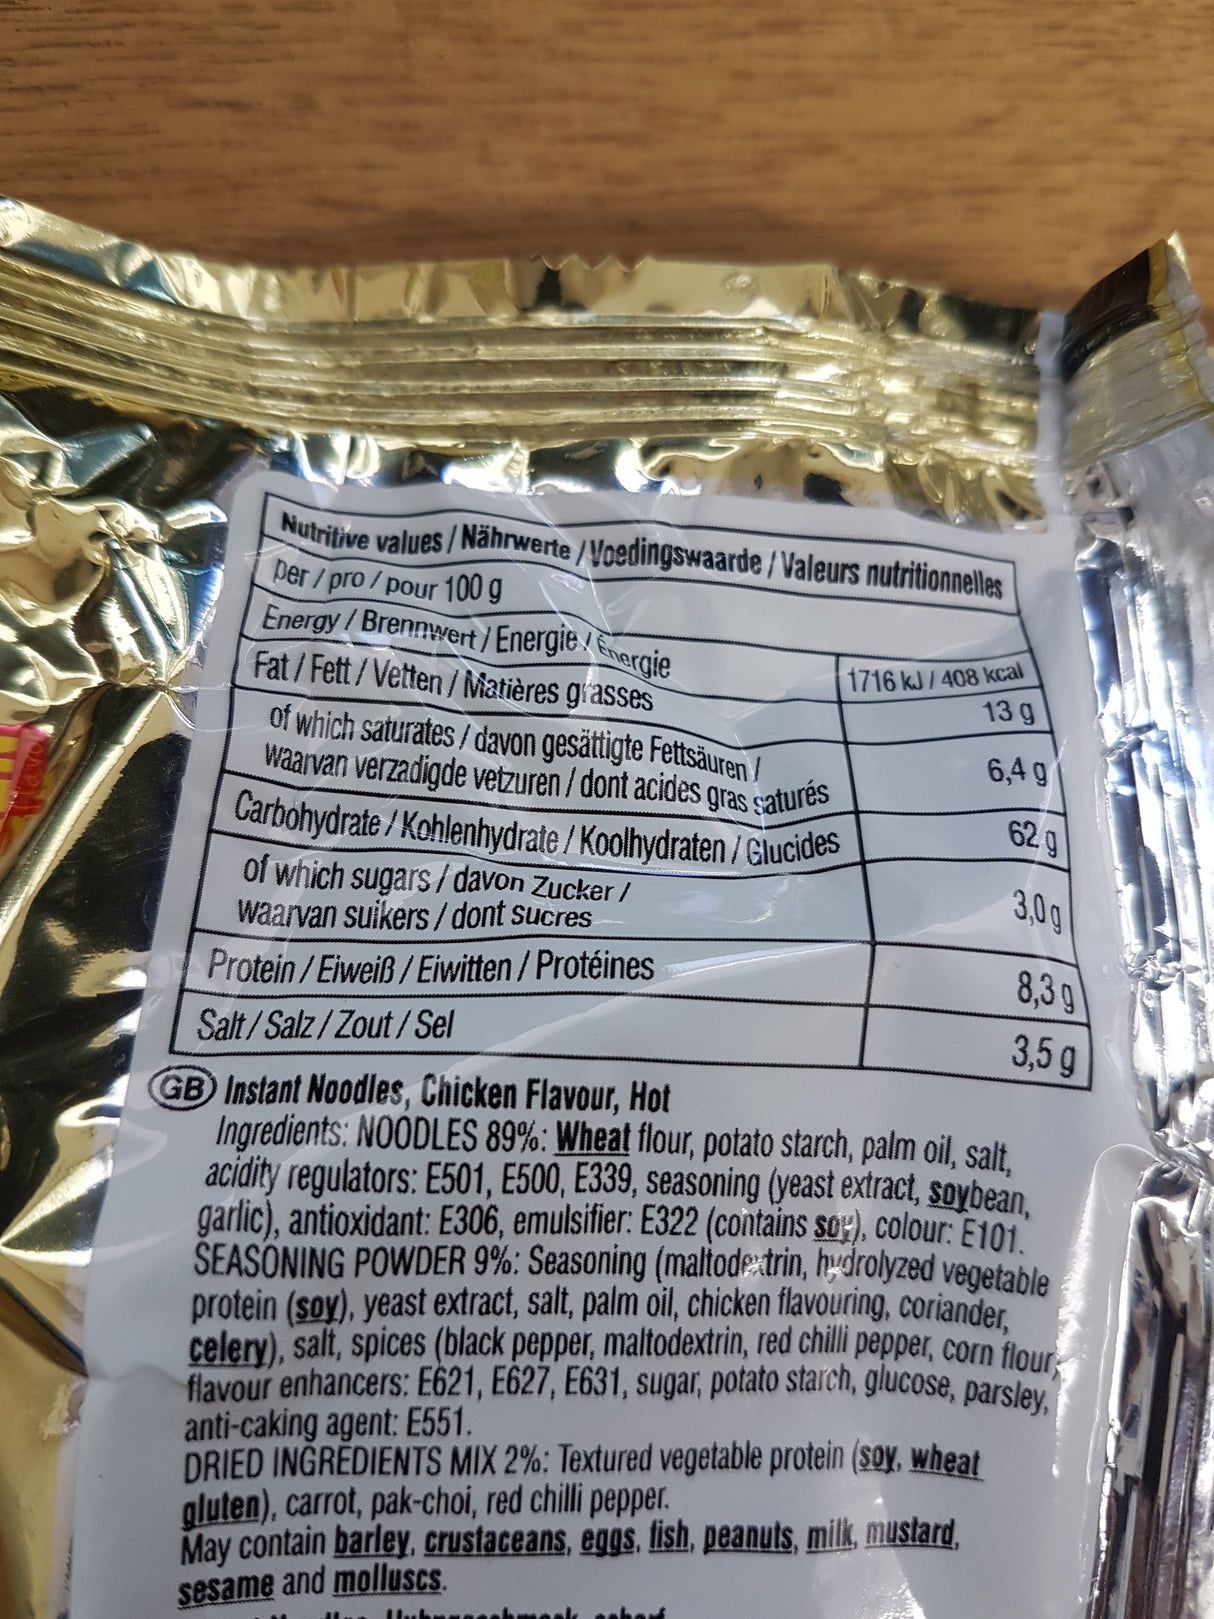 Nutritive values / Nährwerte / Voedingswaarde / Valeurs nutritionnelles
per / pro / pour 100 g
Energy / Brennwert / Energie / Énergie 1716 kJ / 408 kcal
Fat / Fett / Vetten / Matières grasses 13 g
of which saturates / davon gesättigte Fettsäuren /
waarvan verzadigde vetzuren / dont acides gras saturés 6,4 g
Carbohydrate / Kohlenhydrate / Koolhydraten / Glucides 62 g
of which sugars / davon Zucker /
waarvan suikers / dont sucres 3,0 g
Protein / Eiweiß / Eiwitten / Protéines 8,3 g
Salt / Salz / Zout / Sel 3,5 g
GB Instant Noodles, Chicken Flavour, Hot
Ingredients: NOODLES 89%: Wheat flour, potato starch, palm oil, salt,
acidity regulators: E501, E500, E339, seasoning (yeast extract, soybean,
garlic), antioxidant: E306, emulsifier: E322 (contains soy), colour: E101.
SEASONING POWDER 9%: Seasoning (maltodextrin, hydrolyzed vegetable
protein (soy), yeast extract, salt, palm oil, chicken flavouring, coriander,
celery), salt, spices (black pepper, maltodextrin, red chilli pepper, corn flour,
flavour enhancers: E621, E627, E631, sugar, potato starch, glucose, parsley,
anti-caking agent: E551.
DRIED INGREDIENTS MIX 2%: Textured vegetable protein (soy, wheat
gluten), carrot, pak-choi, red chilli pepper.
May contain barley, crustaceans, eggs, fish, peanuts, milk, mustard,
sesame and molluscs.